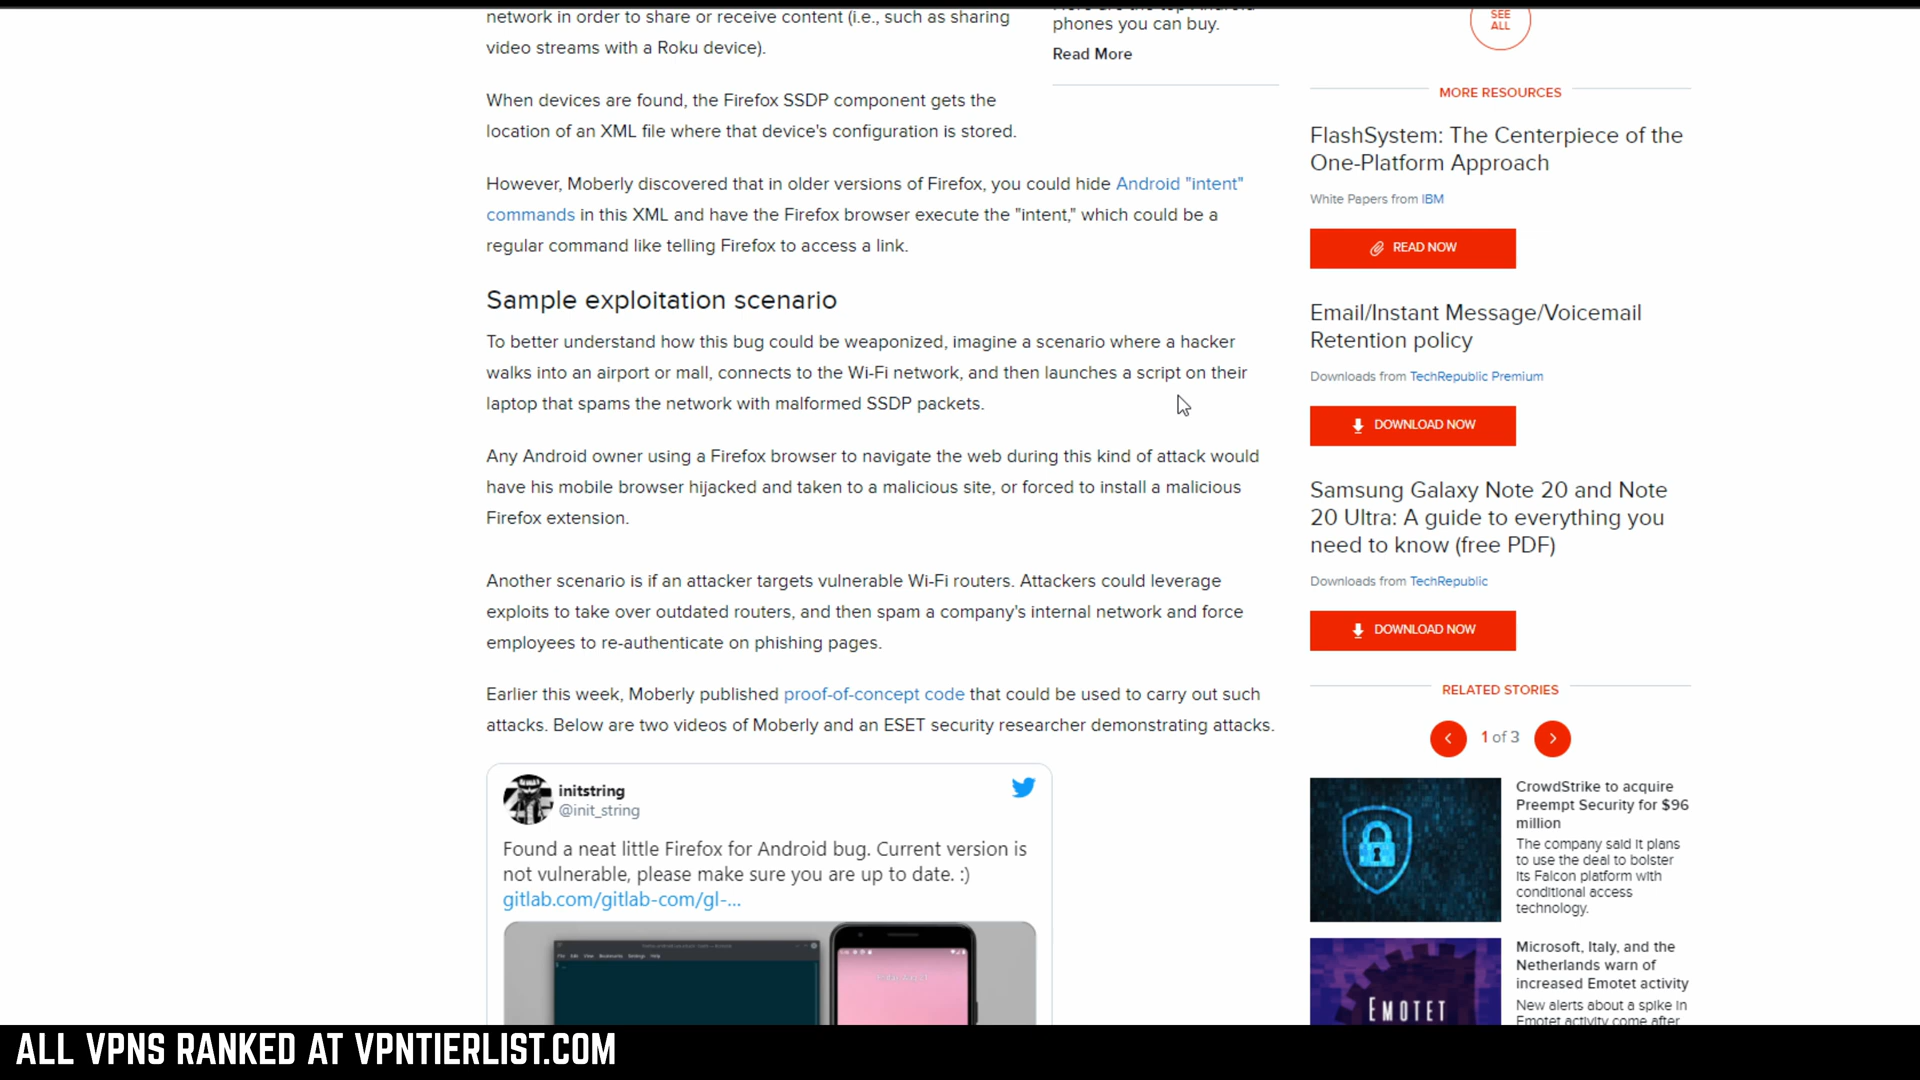 network in order to share or receive content (i.e., such as sharing
video streams with a Roku device).
When devices are found, the Firefox SSDP component gets the
location of an XML file where that device's configuration is stored.
However, Moberly discovered that in older versions of Firefox, you could hide Android "intent"
commands in this XML and have the Firefox browser execute the "intent," which could be a
regular command like telling Firefox to access a link.
Sample exploitation scenario
To better understand how this bug could be weaponized, imagine a scenario where a hacker
walks into an airport or mall, connects to the Wi-Fi network, and then launches a script on their
laptop that spams the network with malformed SSDP packets.
Any Android owner using a Firefox browser to navigate the web during this kind of attack would
have his mobile browser hijacked and taken to a malicious site, or forced to install a malicious
Firefox extension.
Another scenario is if an attacker targets vulnerable Wi-Fi routers. Attackers could leverage
exploits to take over outdated routers, and then spam a company's internal network and force
employees to re-authenticate on phishing pages.
Earlier this week, Moberly published proof-of-concept code that could be used to carry out such
attacks. Below are two videos of Moberly and an ESET security researcher demonstrating attacks.
initstring
@init_string
Found a neat little Firefox for Android bug. Current version is
not vulnerable, please make sure you are up to date. :)
gitlab.com/gitlab-com/gl-...
phones you can buy.
Read More
SEE
ALL
MORE RESOURCES
FlashSystem: The Centerpiece of the
One-Platform Approach
White Papers from IBM
READ NOW
Email/Instant Message/Voicemail
Retention policy
Downloads from TechRepublic Premium
DOWNLOAD NOW
Samsung Galaxy Note 20 and Note
20 Ultra: A guide to everything you
need to know (free PDF)
Downloads from TechRepublic
DOWNLOAD NOW
RELATED STORIES
1 of 3
CrowdStrike to acquire
Preempt Security for $96
million
The company said it plans
to use the deal to bolster
its Falcon platform with
conditional access
technology.
EMOTET
Microsoft, Italy, and the
Netherlands warn of
increased Emotet activity
New alerts about a spike in
Emotet activity come after
ALL VPNS RANKED AT VPNTIERLIST.COM